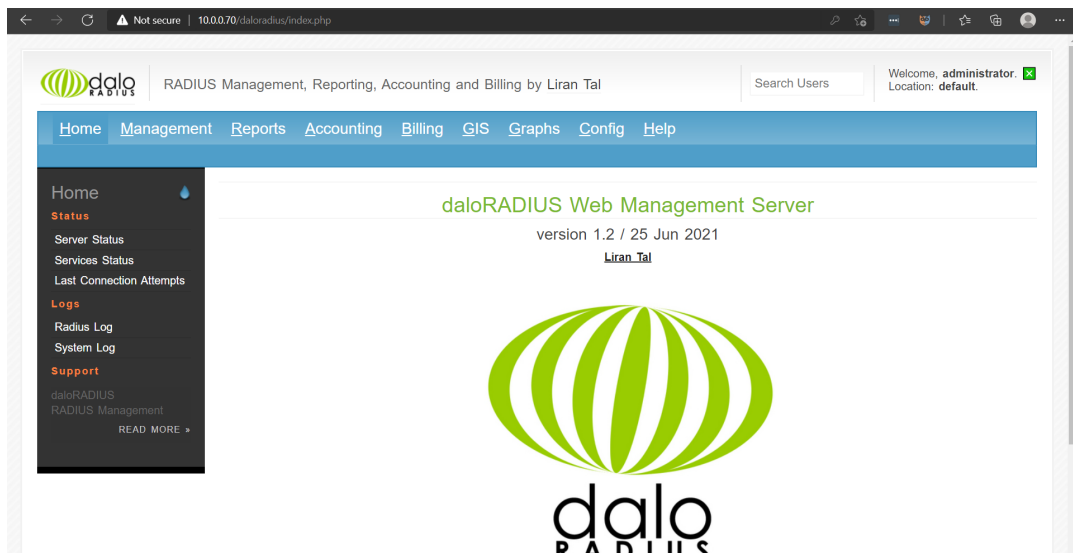 Not secure | 10.0.0.70/daloradius/index.php
dalo
RADIUS
RADIUS Management, Reporting, Accounting and Billing by Liran Tal
Search Users
Welcome, administrator.
Location: default.
Home Management Reports Accounting Billing GIS Graphs Config Help
Home
Status
Server Status
Services Status
Last Connection Attempts
Logs
Radius Log
System Log
Support
daloRADIUS
RADIUS Management
READ MORE »
daloRADIUS Web Management Server
version 1.2 / 25 Jun 2021
Liran Tal
dalo
RADIUS